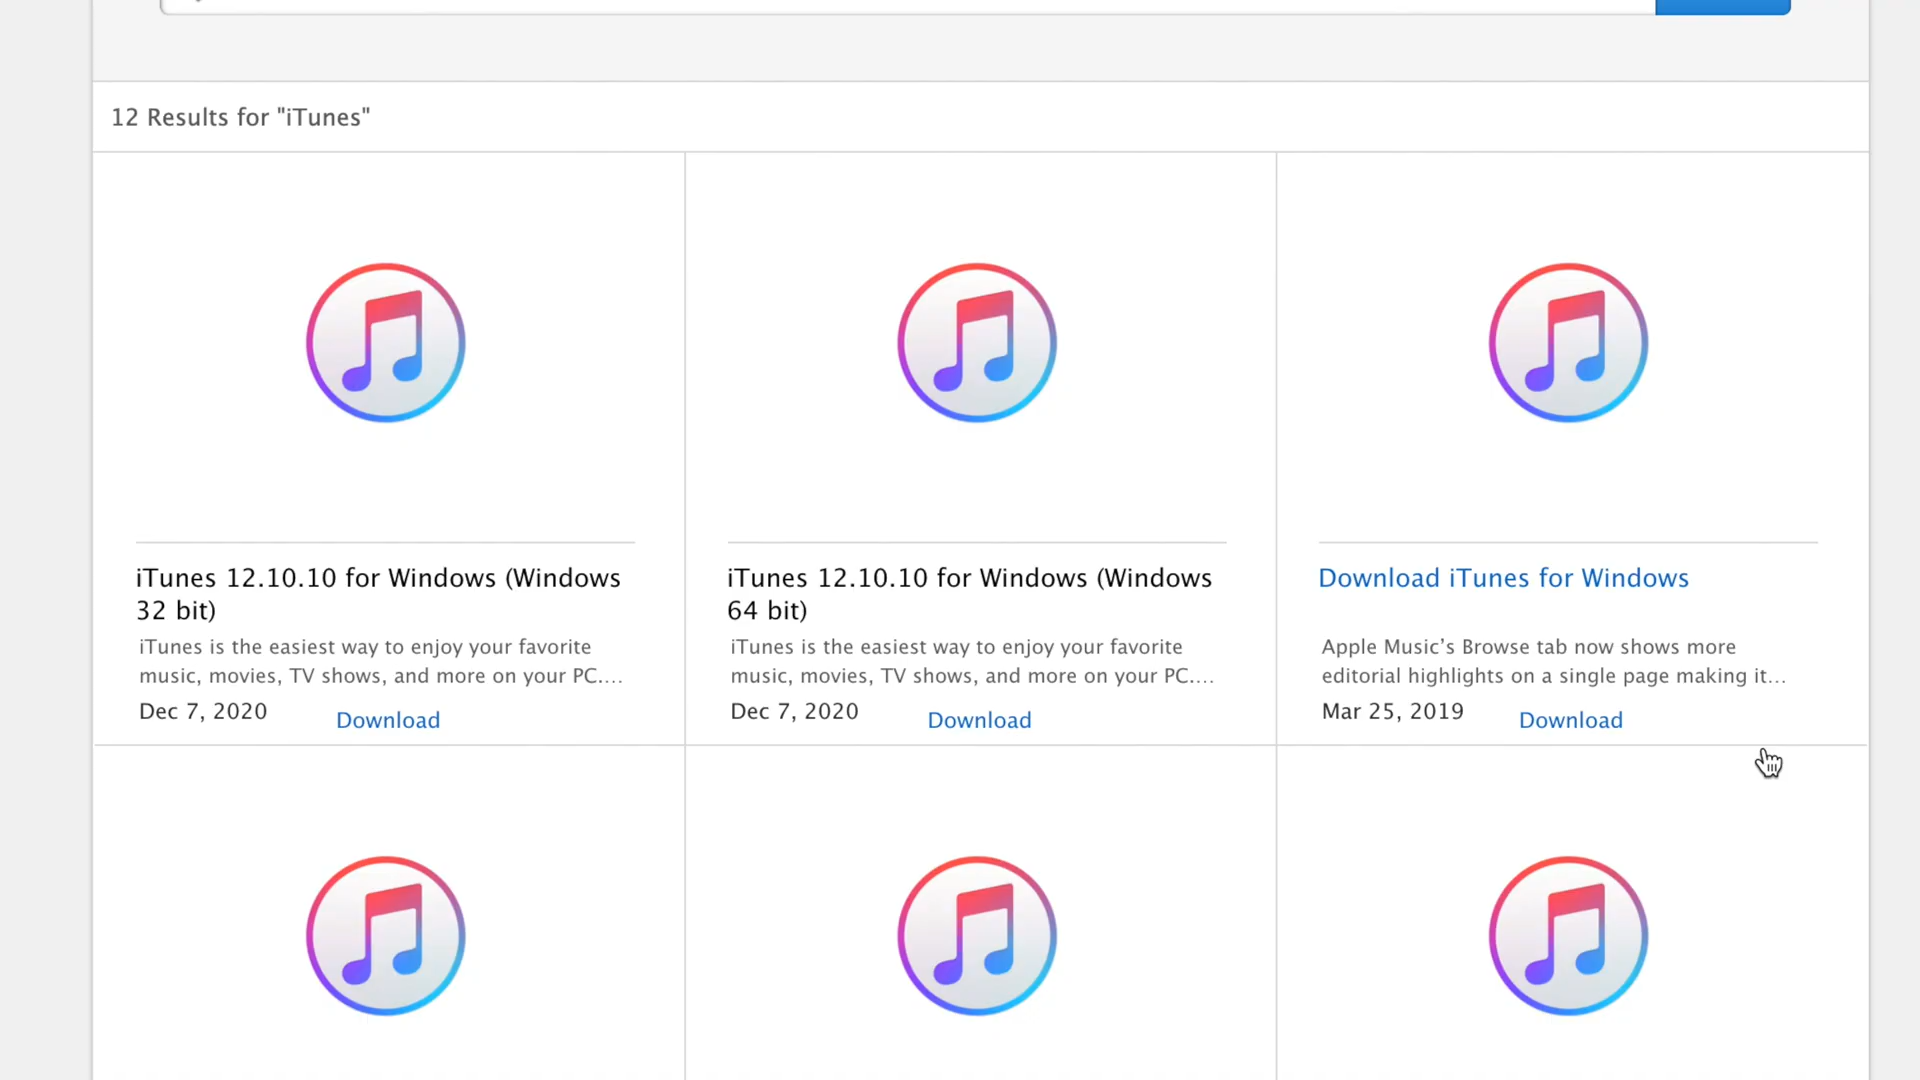 12 Results for "iTunes"
iTunes 12.10.10 for Windows (Windows
32 bit)
iTunes is the easiest way to enjoy your favorite
music, movies, TV shows, and more on your PC....
Dec 7, 2020
Download
iTunes 12.10.10 for Windows (Windows
64 bit)
iTunes is the easiest way to enjoy your favorite
music, movies, TV shows, and more on your PC....
Dec 7, 2020
Download
Download iTunes for Windows
Apple Music’s Browse tab now shows more
editorial highlights on a single page making it...
Mar 25, 2019
Download